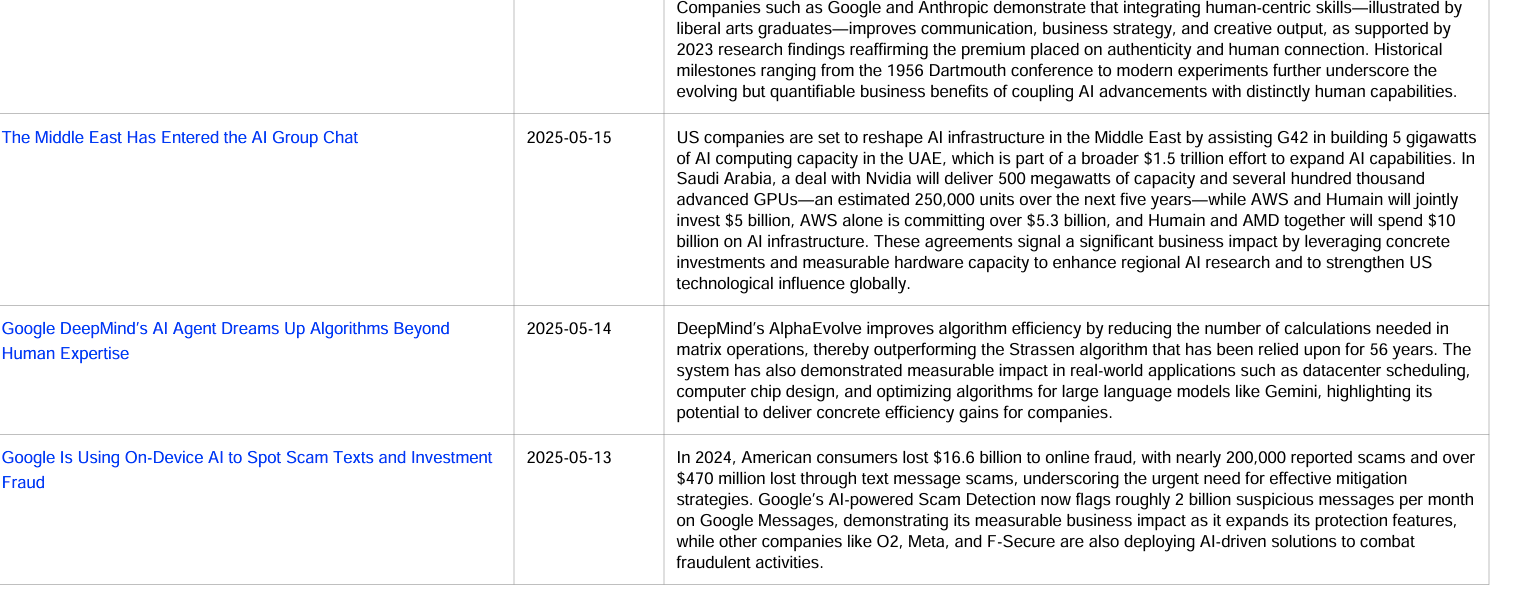 Companies such as Google and Anthropic demonstrate that integrating human-centric skills—illustrated by
liberal arts graduates—improves communication, business strategy, and creative output, as supported by
2023 research findings reaffirming the premium placed on authenticity and human connection. Historical
milestones ranging from the 1956 Dartmouth conference to modern experiments further underscore the
evolving but quantifiable business benefits of coupling AI advancements with distinctly human capabilities.
The Middle East Has Entered the AI Group Chat
2025-05-15
US companies are set to reshape AI infrastructure in the Middle East by assisting G42 in building 5 gigawatts
of AI computing capacity in the UAE, which is part of a broader $1.5 trillion effort to expand AI capabilities. In
Saudi Arabia, a deal with Nvidia will deliver 500 megawatts of capacity and several hundred thousand
advanced GPUs—an estimated 250,000 units over the next five years—while AWS and Humain will jointly
invest $5 billion, AWS alone is committing over $5.3 billion, and Humain and AMD together will spend $10
billion on AI infrastructure. These agreements signal a significant business impact by leveraging concrete
investments and measurable hardware capacity to enhance regional AI research and to strengthen US
technological influence globally.
Google DeepMind's AI Agent Dreams Up Algorithms Beyond
Human Expertise
2025-05-14
DeepMind's AlphaEvolve improves algorithm efficiency by reducing the number of calculations needed in
matrix operations, thereby outperforming the Strassen algorithm that has been relied upon for 56 years. The
system has also demonstrated measurable impact in real-world applications such as datacenter scheduling,
computer chip design, and optimizing algorithms for large language models like Gemini, highlighting its
potential to deliver concrete efficiency gains for companies.
Google Is Using On-Device AI to Spot Scam Texts and Investment
Fraud
2025-05-13
In 2024, American consumers lost $16.6 billion to online fraud, with nearly 200,000 reported scams and over
$470 million lost through text message scams, underscoring the urgent need for effective mitigation
strategies. Google's AI-powered Scam Detection now flags roughly 2 billion suspicious messages per month
on Google Messages, demonstrating its measurable business impact as it expands its protection features,
while other companies like O2, Meta, and F-Secure are also deploying AI-driven solutions to combat
fraudulent activities.